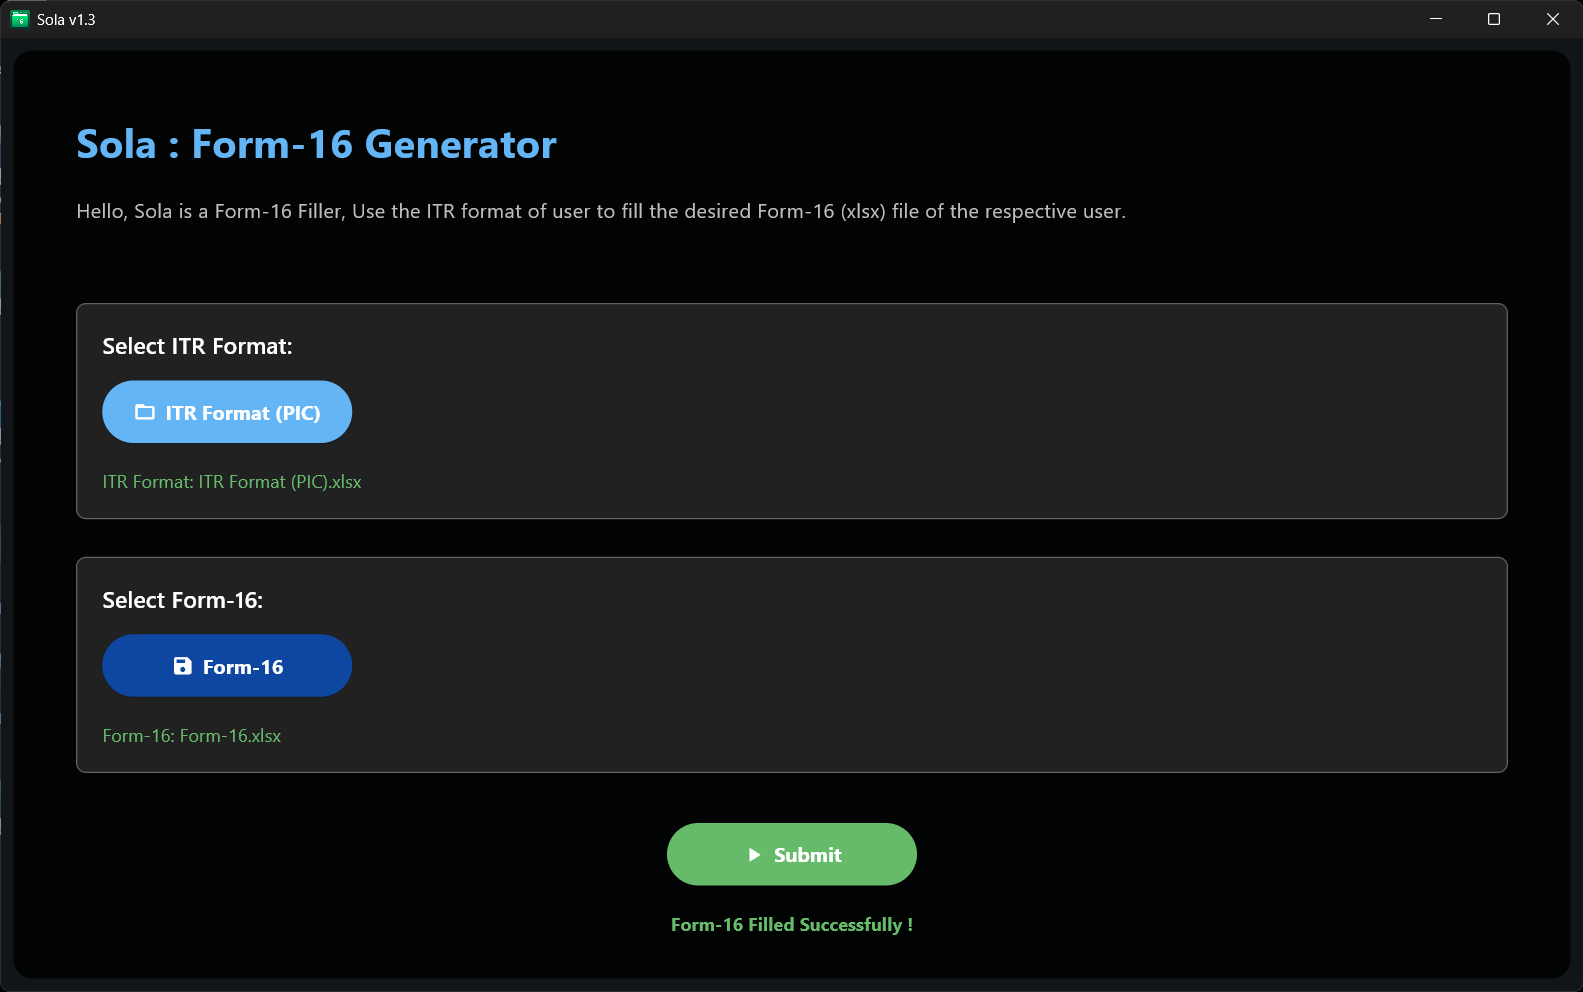 Sola v1.3
Sola : Form-16 Generator
Hello, Sola is a Form-16 Filler, Use the ITR format of user to fill the desired Form-16 (xlsx) file of the respective user.
Select ITR Format:
ITR Format (PIC)
ITR Format: ITR Format (PIC).xlsx
Select Form-16:
Form-16
Form-16: Form-16.xlsx
Submit
Form-16 Filled Successfully !